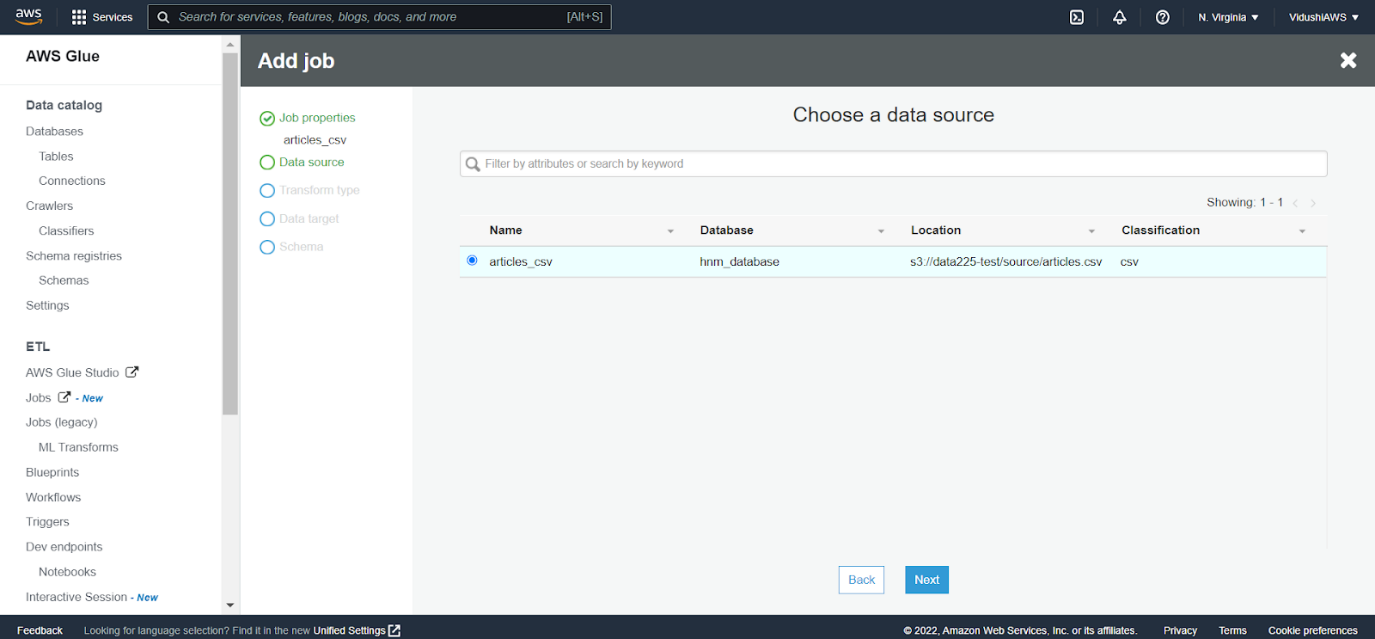 aws
Services
Search for services, features, blogs, docs, and more
[Alt+S]
N. Virginia
VidushiAWS
AWS Glue
Data catalog
Databases
Tables
Connections
Crawlers
Classifiers
Schema registries
Schemas
Settings
ETL
AWS Glue Studio
Jobs - New
Jobs (legacy)
ML Transforms
Blueprints
Workflows
Triggers
Dev endpoints
Notebooks
Interactive Session - New
Add job
Job properties
articles_csv
Data source
Transform type
Data target
Schema
Choose a data source
Filter by attributes or search by keyword
Showing: 1 - 1
Name Database Location Classification
articles_csv hnm_database s3://data225-test/source/articles.csv csv
Back Next
Feedback Looking for language selection? Find it in the new Unified Settings © 2022, Amazon Web Services, Inc. or its affiliates. Privacy Terms Cookie preferences